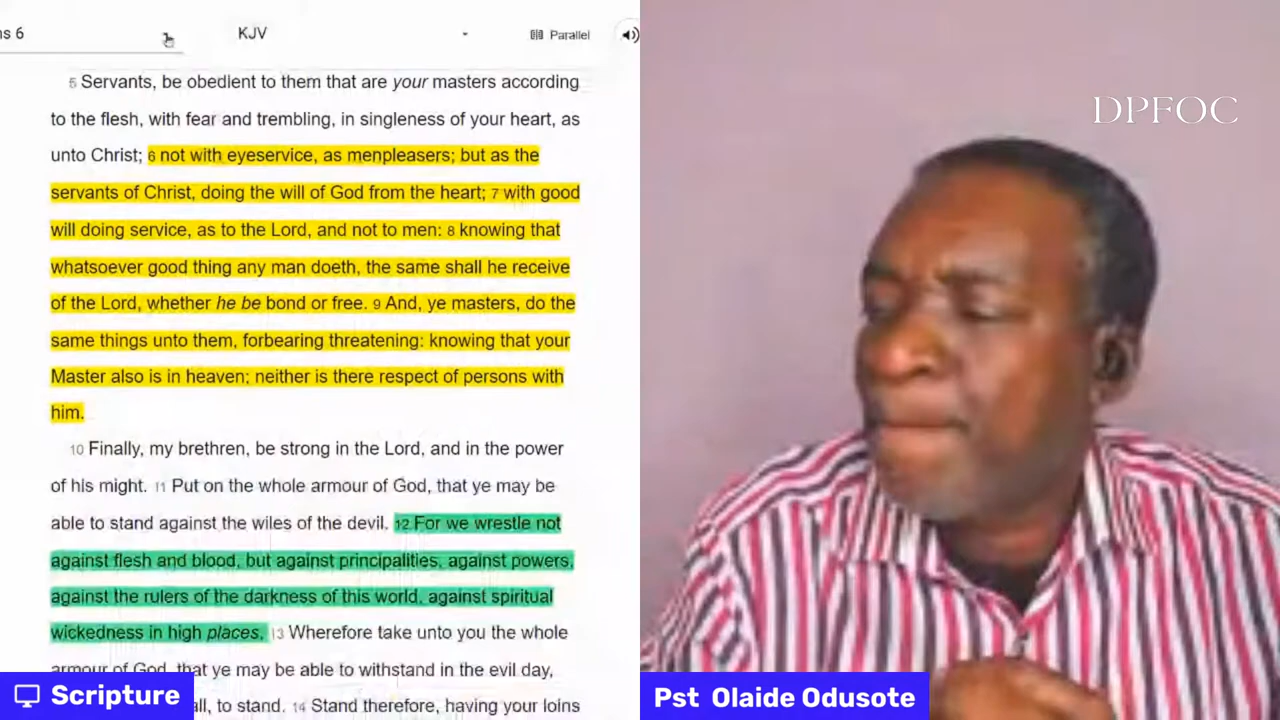 ns 6
KJV
Parallel
5 Servants, be obedient to them that are your masters according
to the flesh, with fear and trembling, in singleness of your heart, as
unto Christ; 6 not with eyeservice, as menpleasers; but as the
servants of Christ, doing the will of God from the heart; 7 with good
will doing service, as to the Lord, and not to men: 8 knowing that
whatsoever good thing any man doeth, the same shall he receive
of the Lord, whether he be bond or free. 9 And, ye masters, do the
same things unto them, forbearing threatening: knowing that your
Master also is in heaven; neither is there respect of persons with
him.
10 Finally, my brethren, be strong in the Lord, and in the power
of his might. 11 Put on the whole armour of God, that ye may be
able to stand against the wiles of the devil. 12 For we wrestle not
against flesh and blood, but against principalities, against powers,
against the rulers of the darkness of this world, against spiritual
wickedness in high places. 13 Wherefore take unto you the whole
armour of God, that ye may be able to withstand in the evil day,
all, to stand. 14 Stand therefore, having your loins
Scripture
DPFOC
Pst Olaide Odusote